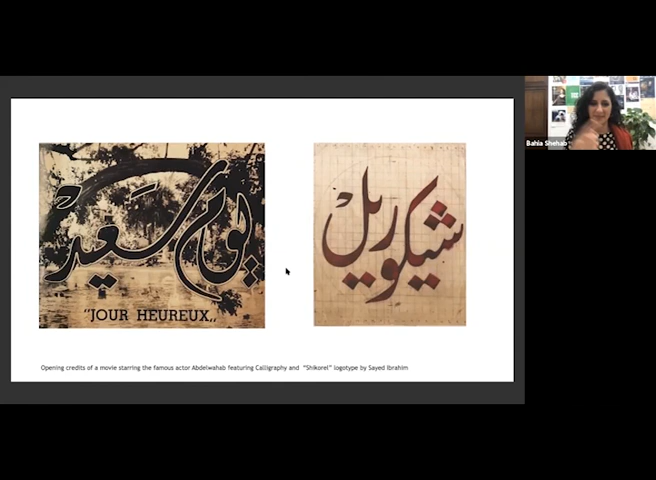 يوم سَعيد
"JOUR HEUREUX„
شيكوريل
Opening credits of a movie starring the famous actor Abdelwahab featuring Calligraphy and  “Shikorel” logotype by Sayed Ibrahim
Bahia Shehab